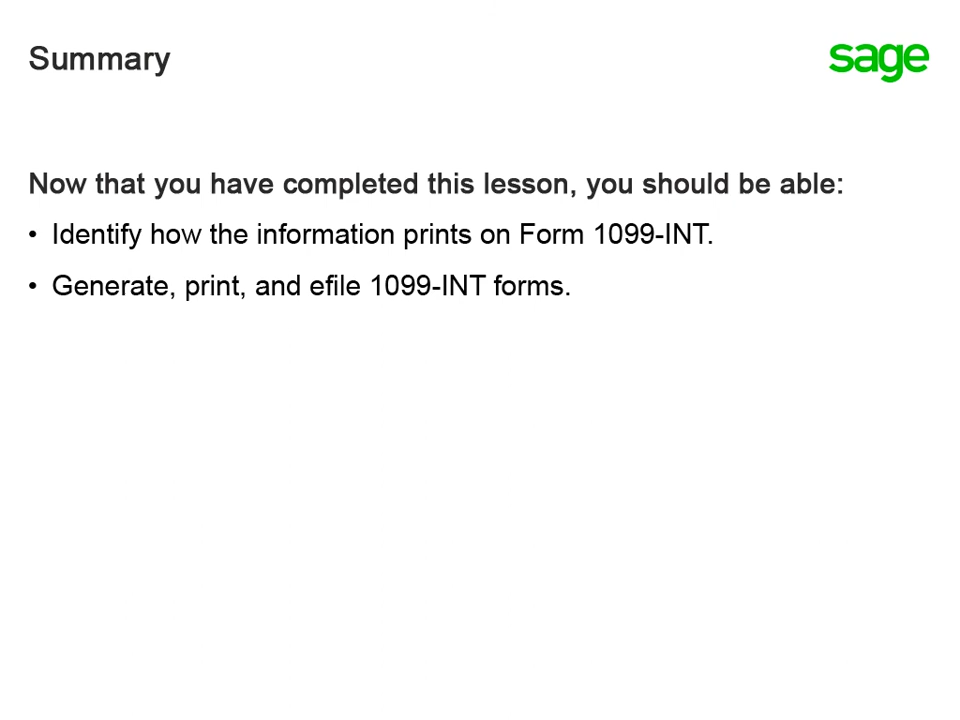 Summary
sage
Now that you have completed this lesson, you should be able:
• Identify how the information prints on Form 1099-INT.
• Generate, print, and efile 1099-INT forms.